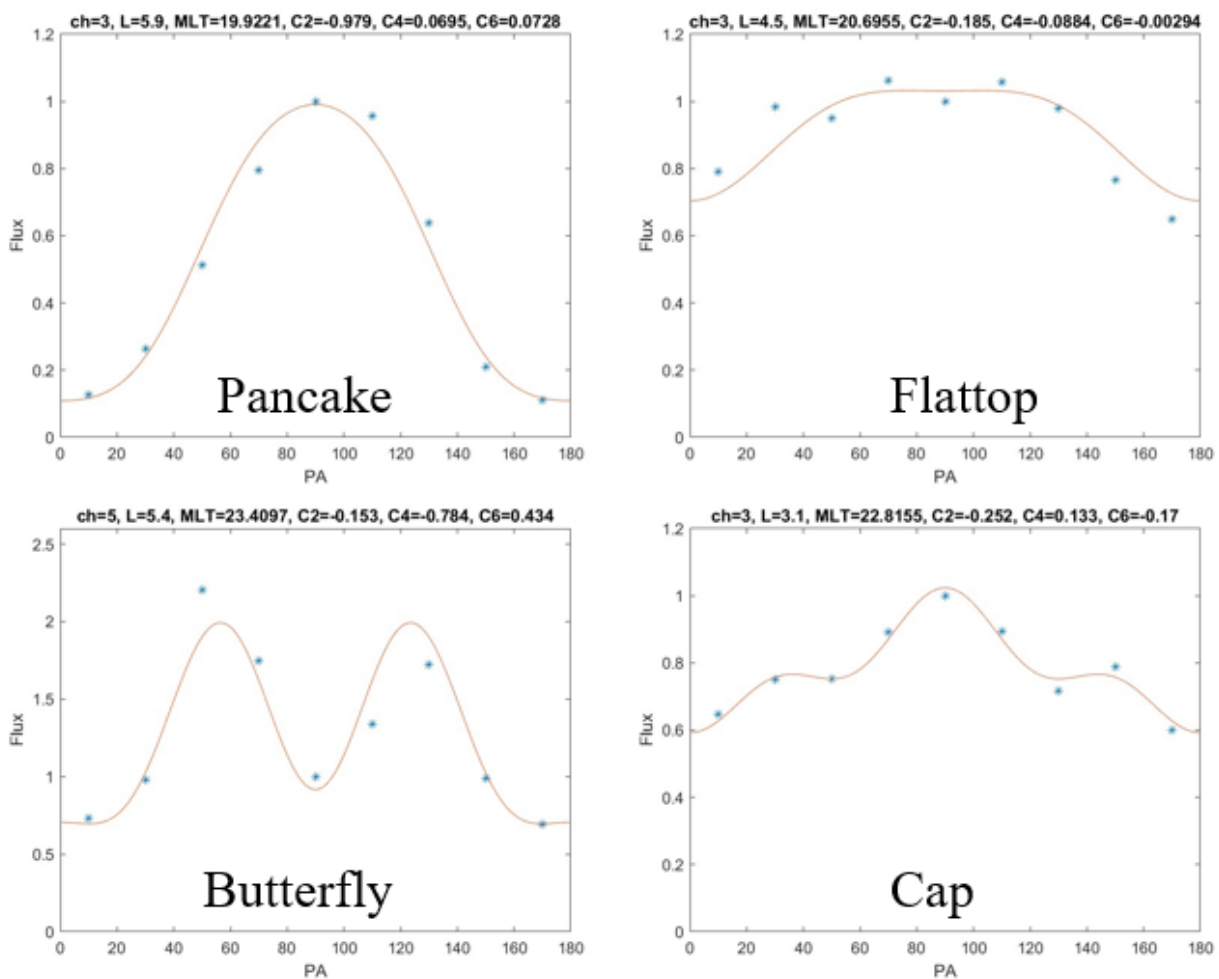 ch=3, L=5.9, MLT=19.9221, C2=-0.979, C4=0.0695, C6=0.0728
1.2
1
0.8
0.6
0.4
0.2
0
Flux
Pancake
0 20 40 60 80 100 120 140 160 180
PA
ch=3, L=4.5, MLT=20.6955, C2=-0.185, C4=-0.0884, C6=-0.00294
1.2
1
0.8
0.6
0.4
0.2
0
Flux
Flattop
0 20 40 60 80 100 120 140 160 180
PA
ch=5, L=5.4, MLT=23.4097, C2=-0.153, C4=-0.784, C6=0.434
2.5
2
1.5
1
0.5
0
Flux
Butterfly
0 20 40 60 80 100 120 140 160 180
PA
ch=3, L=3.1, MLT=22.8155, C2=-0.252, C4=0.133, C6=-0.17
1.2
1
0.8
0.6
0.4
0.2
0
Flux
Cap
0 20 40 60 80 100 120 140 160 180
PA